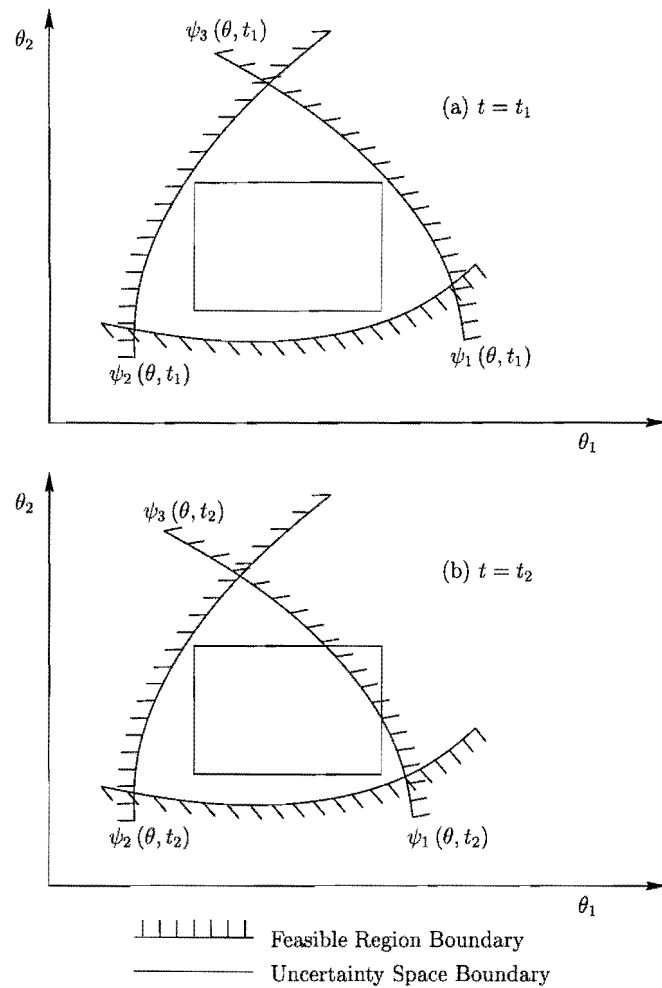 ψ₃ (θ, t₁)
θ₂
(a) t = t₁
ψ₂ (θ, t₁)
ψ₁ (θ, t₁)
θ₁
θ₂
ψ₃ (θ, t₂)
(b) t = t₂
ψ₂ (θ, t₂)
ψ₁ (θ, t₂)
θ₁
Feasible Region Boundary
Uncertainty Space Boundary